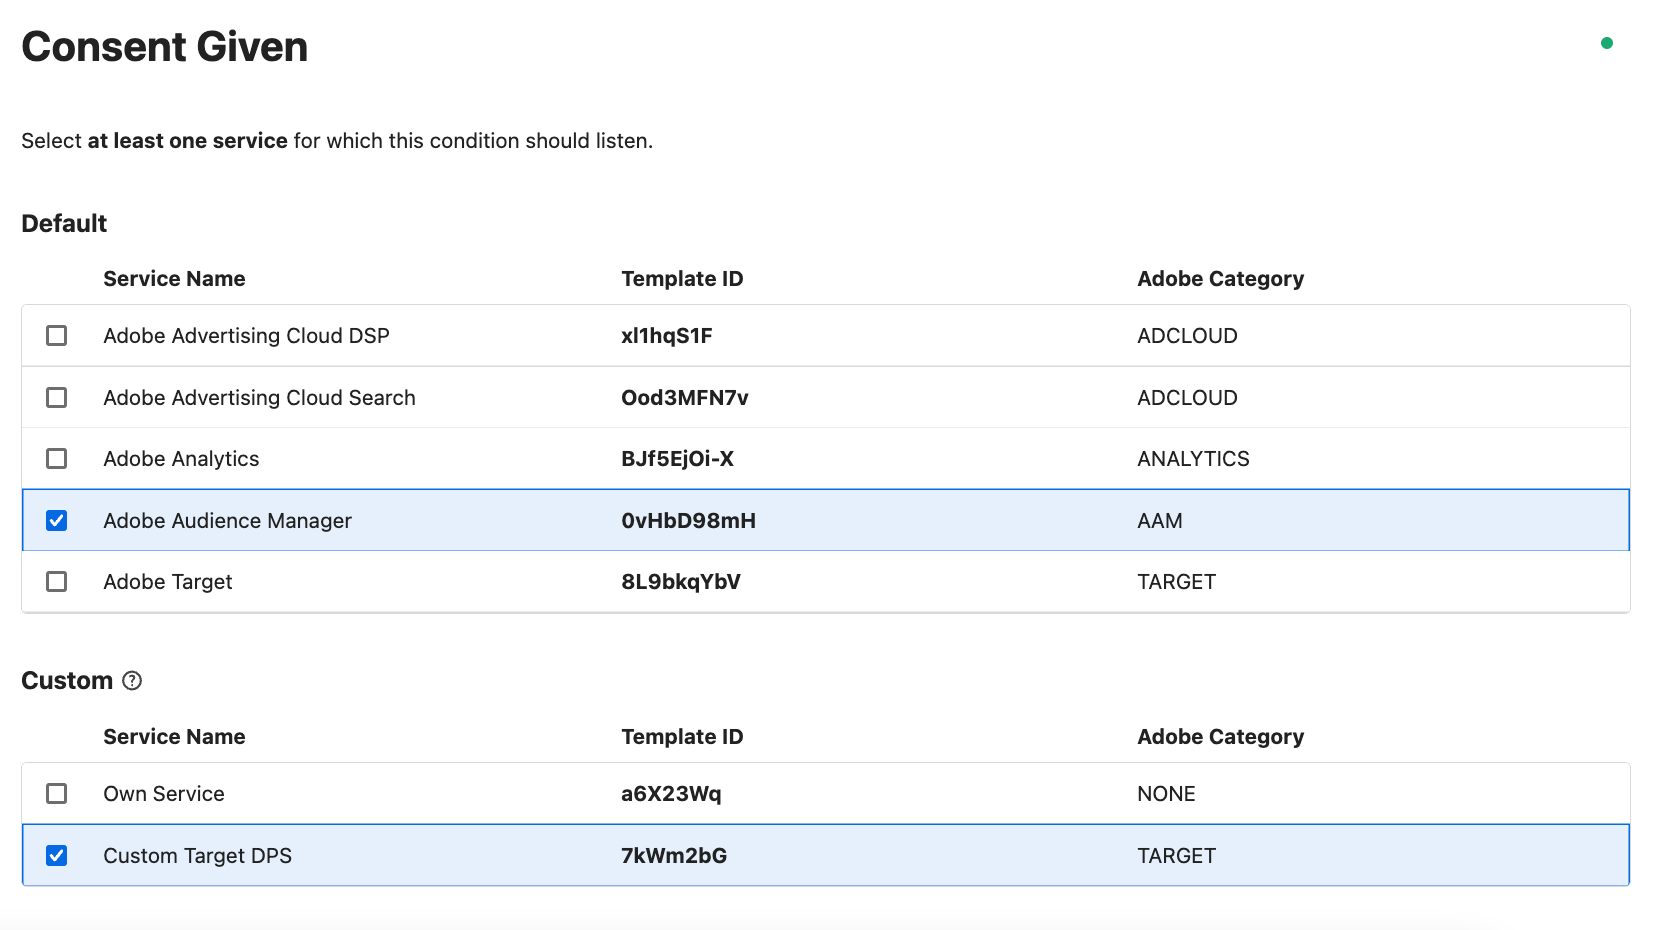 Consent Given
Select at least one service for which this condition should listen.
Default
Service Name Template ID Adobe Category
Adobe Advertising Cloud DSP xl1hqS1F ADCLOUD
Adobe Advertising Cloud Search Ood3MFN7v ADCLOUD
Adobe Analytics BJf5EjOi-X ANALYTICS
Adobe Audience Manager 0vHbD98mH AAM
Adobe Target 8L9bkqYbV TARGET
Custom ?
Service Name Template ID Adobe Category
Own Service a6X23Wq NONE
Custom Target DPS 7kWm2bG TARGET